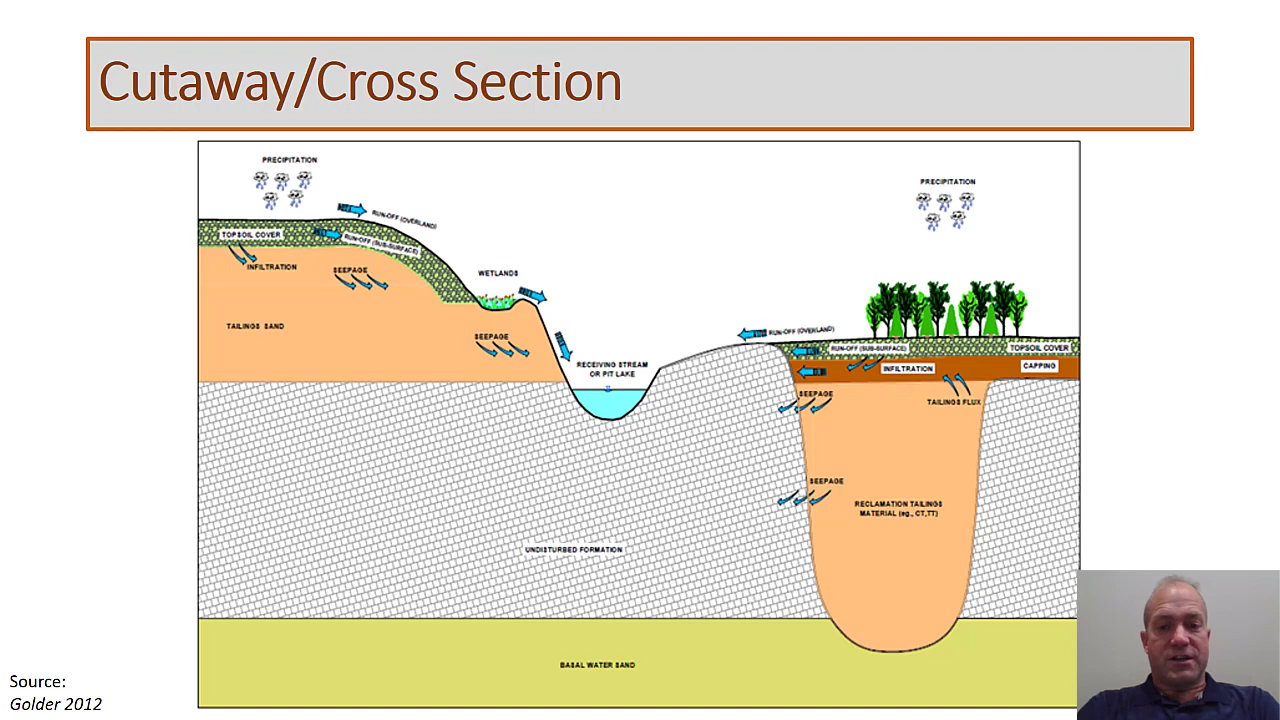 Cutaway/Cross Section
PRECIPITATION
PRECIPITATION
RUN-OFF (OVERLAND)
TOPSOIL COVER
RUN-OFF (SUB-SURFACE)
INFILTRATION
SEEPAGE
WETLANDS
TAILINGS SAND
SEEPAGE
RECEIVING STREAM
OR PIT LAKE
RUN-OFF (OVERLAND)
RUN-OFF (SUB-SURFACE)
TOPSOIL COVER
INFILTRATION
CAPPING
SEEPAGE
TAILINGS FLUX
SEEPAGE
RECLAMATION TAILINGS
MATERIAL (eg., CT,TT)
UNDISTURBED FORMATION
BASAL WATER SAND
Source:
Golder 2012